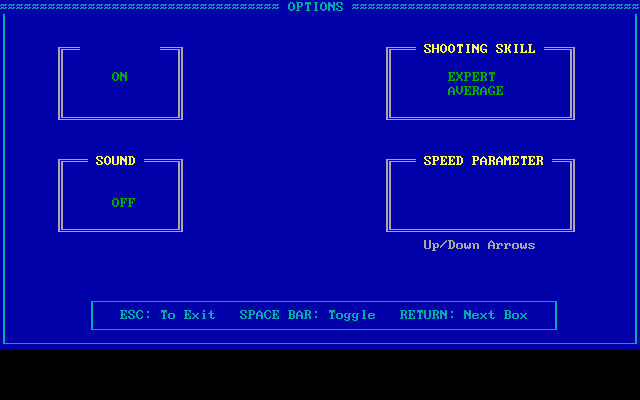 OPTIONS
ON
SHOOTING SKILL
EXPERT
AVERAGE
SOUND
OFF
SPEED PARAMETER
Up/Down Arrows
ESC: To Exit   SPACE BAR: Toggle   RETURN: Next Box